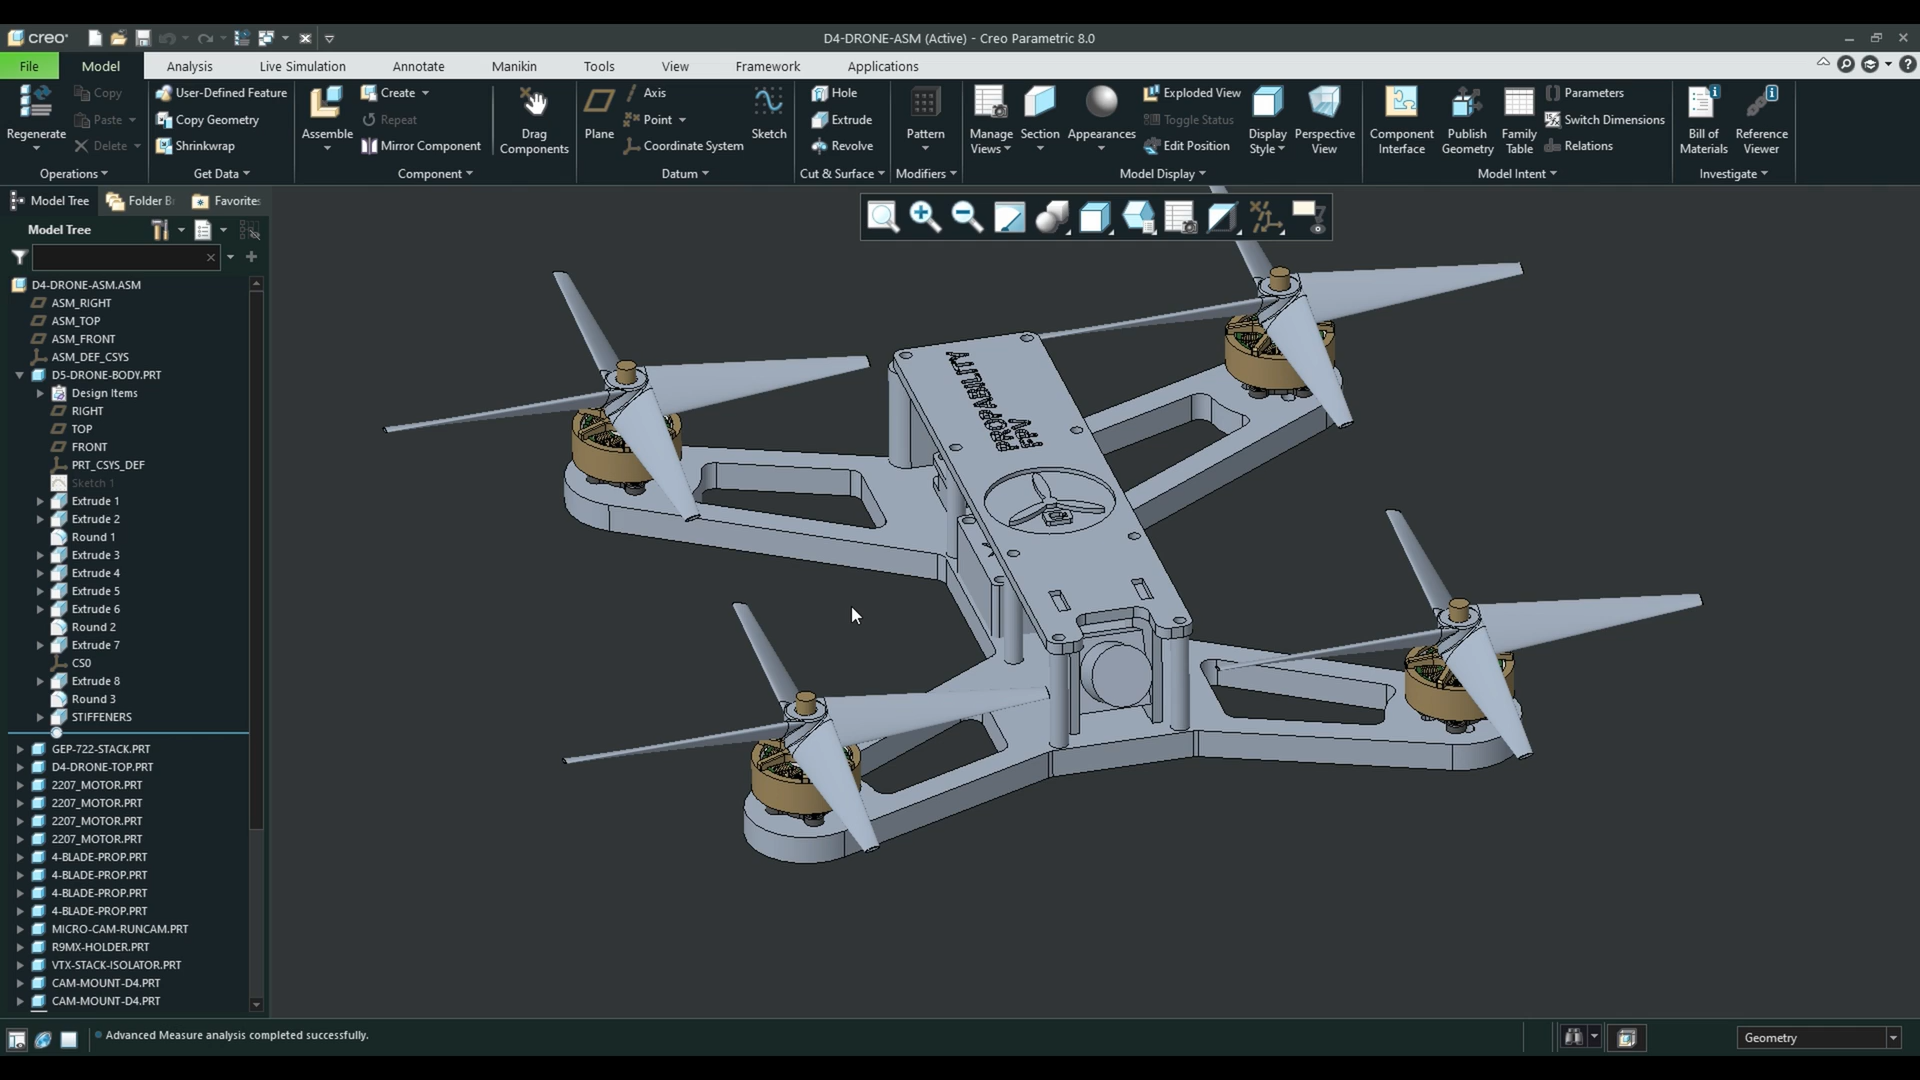 creo
D4-DRONE-ASM (Active) - Creo Parametric 8.0
File Model Analysis Live Simulation Annotate Manikin Tools View Framework Applications
Regenerate
Copy
Paste
Delete
Operations
User-Defined Feature
Copy Geometry
Shrinkwrap
Get Data
Assemble
Create
Repeat
Mirror Component
Drag
Components
Component
Plane
Axis
Point
Coordinate System
Sketch
Datum
Hole
Extrude
Revolve
Cut & Surface
Pattern
Modifiers
Manage
Views
Section
Appearances
Exploded View
Toggle Status
Edit Position
Display
Style
Perspective
View
Model Display
Component
Interface
Publish
Geometry
Family
Table
Parameters
Switch Dimensions
Relations
Model Intent
Bill of
Materials
Reference
Viewer
Investigate
Model Tree Folder Br Favorites
Model Tree
D4-DRONE-ASM.ASM
ASM_RIGHT
ASM_TOP
ASM_FRONT
ASM_DEF_CSYS
D5-DRONE-BODY.PRT
Design Items
RIGHT
TOP
FRONT
PRT_CSYS_DEF
Sketch 1
Extrude 1
Extrude 2
Round 1
Extrude 3
Extrude 4
Extrude 5
Extrude 6
Round 2
Extrude 7
CS0
Extrude 8
Round 3
STIFFENERS
GEP-722-STACK.PRT
D4-DRONE-TOP.PRT
2207_MOTOR.PRT
2207_MOTOR.PRT
2207_MOTOR.PRT
2207_MOTOR.PRT
4-BLADE-PROP.PRT
4-BLADE-PROP.PRT
4-BLADE-PROP.PRT
4-BLADE-PROP.PRT
MICRO-CAM-RUNCAM.PRT
R9MX-HOLDER.PRT
VTX-STACK-ISOLATOR.PRT
CAM-MOUNT-D4.PRT
CAM-MOUNT-D4.PRT
PROPABILITY
FPV
Advanced Measure analysis completed successfully.
Geometry